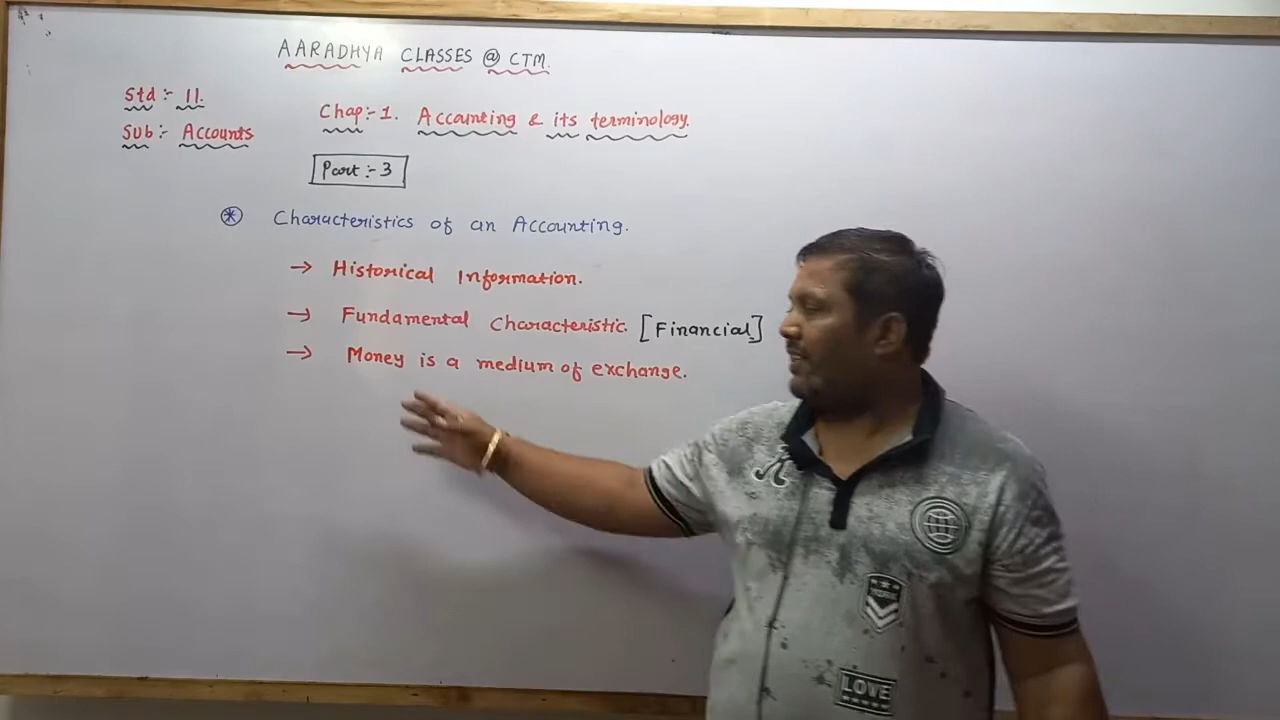 AARADHYA CLASSES @ CTM.
Std :- 11.
Sub :- Accounts
Chap :- 1. Accounting & its terminology.
Part :- 3
* Characteristics of an Accounting.
→ Historical Information.
→ Fundamental Characteristic. [Financial.]
→ Money is a medium of exchange.
LOVE